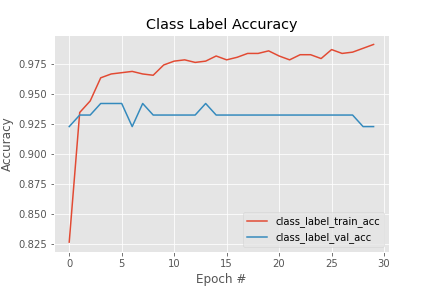 Class Label Accuracy
Accuracy
0.975
0.950
0.925
0.900
0.875
0.850
0.825
class_label_train_acc
class_label_val_acc
0 5 10 15 20 25 30
Epoch #